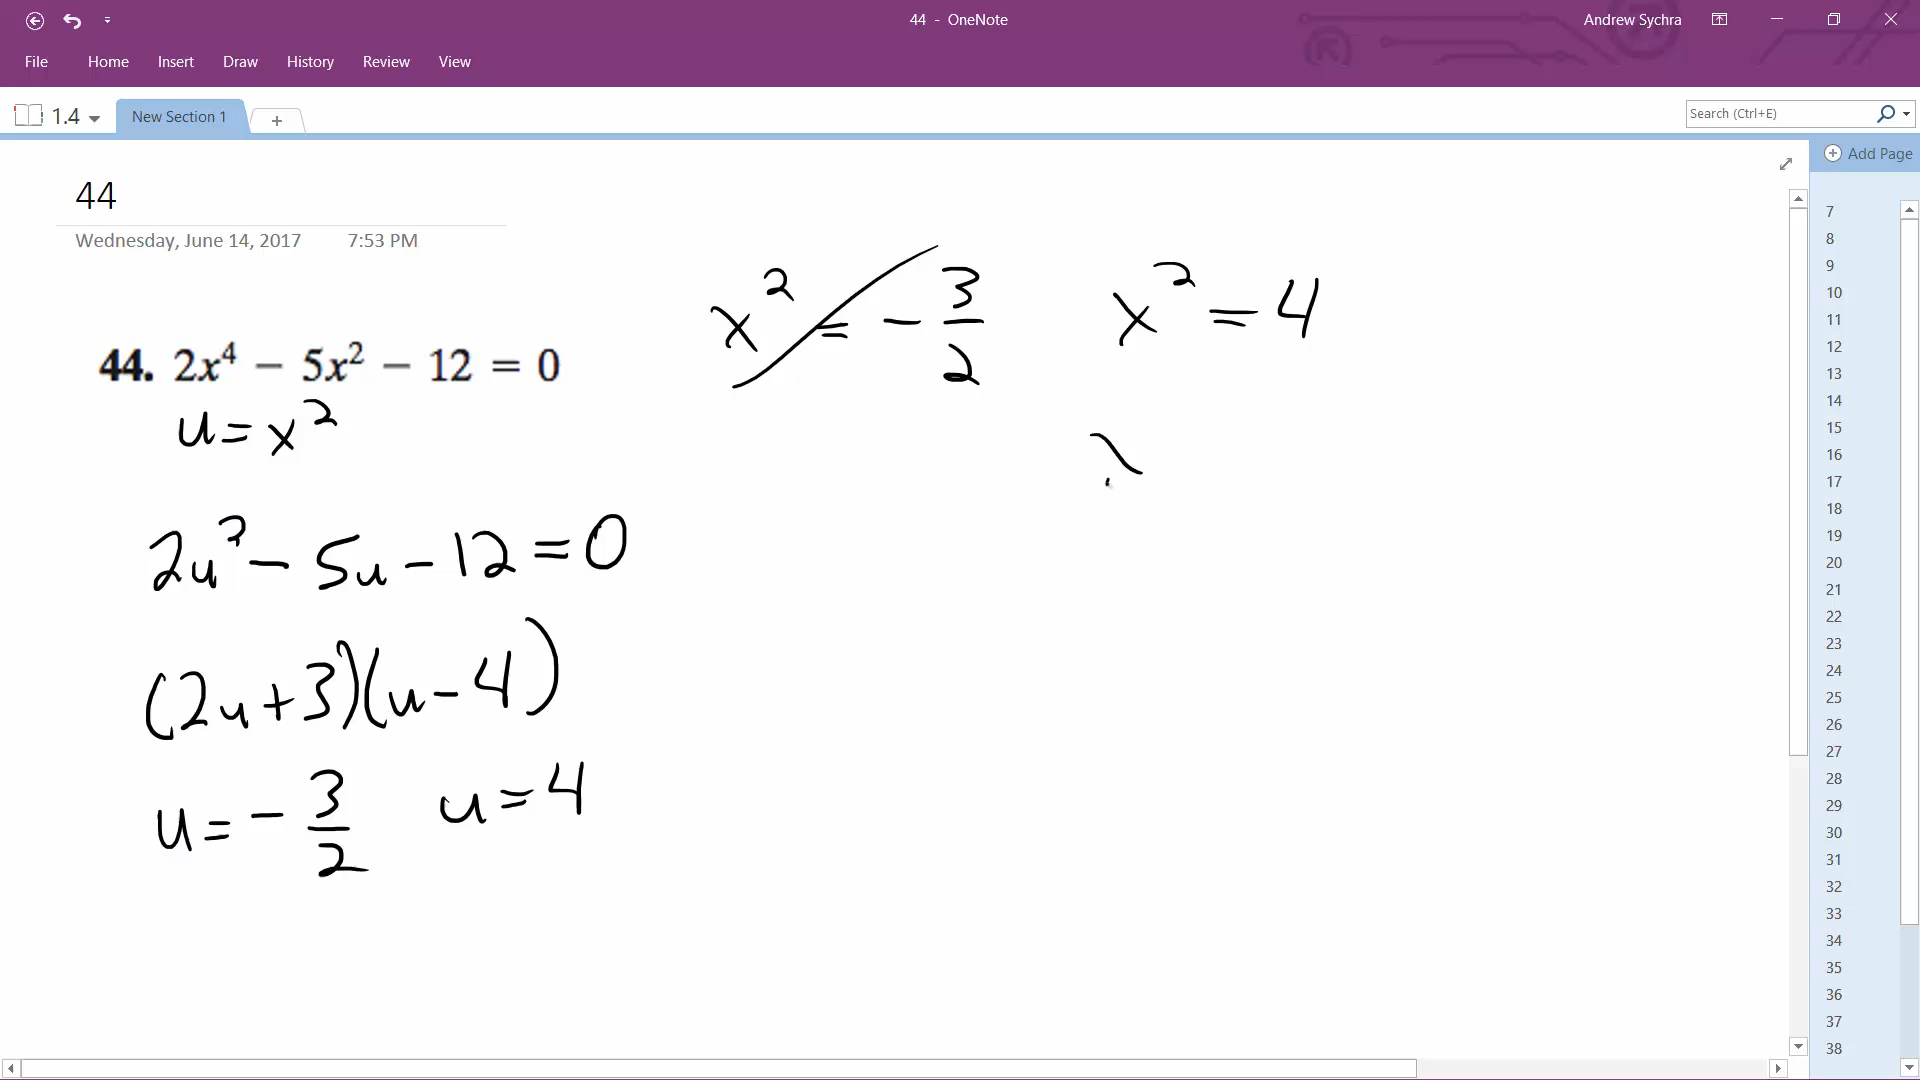 44 - OneNote
Andrew Sychra
File Home Insert Draw History Review View
1.4 New Section 1 +
Search (Ctrl+E)
Add Page
44
Wednesday, June 14, 2017 7:53 PM
44. 2x⁴ − 5x² − 12 = 0
u = x²
2u² − 5u − 12 = 0
(2u + 3)(u − 4)
u = − 3/2 u = 4
x² = − 3/2 x² = 4
7
8
9
10
11
12
13
14
15
16
17
18
19
20
21
22
23
24
25
26
27
28
29
30
31
32
33
34
35
36
37
38